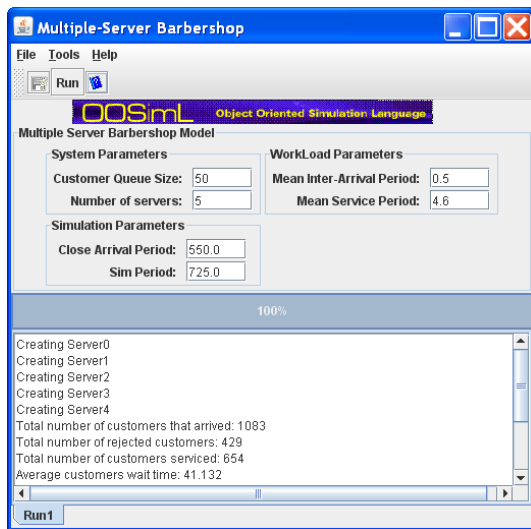 Multiple-Server Barbershop
File Tools Help
Run
OOSimL Object Oriented Simulation Language
Multiple Server Barbershop Model
System Parameters
Customer Queue Size: 50
Number of servers: 5
WorkLoad Parameters
Mean Inter-Arrival Period: 0.5
Mean Service Period: 4.6
Simulation Parameters
Close Arrival Period: 550.0
Sim Period: 725.0
100%
Creating Server0
Creating Server1
Creating Server2
Creating Server3
Creating Server4
Total number of customers that arrived: 1083
Total number of rejected customers: 429
Total number of customers serviced: 654
Average customers wait time: 41.132
Run1